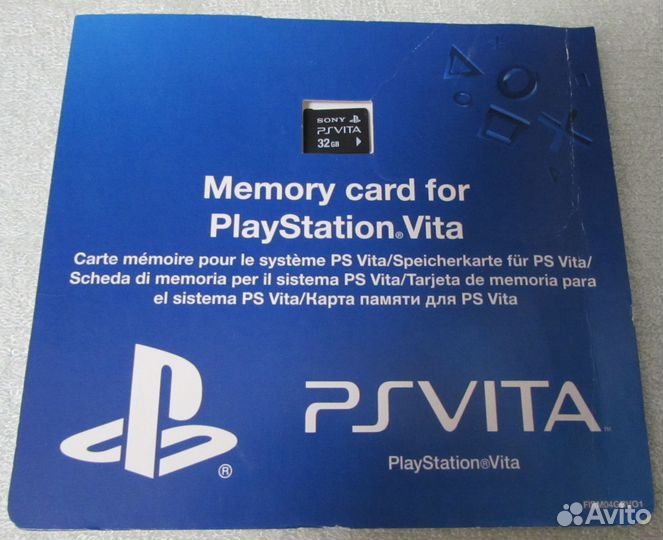 SONY
PSVITA
32GB
Memory card for
PlayStation®Vita
Carte mémoire pour le système PS Vita/Speicherkarte für PS Vita/
Scheda di memoria per il sistema PS Vita/Tarjeta de memoria para
el sistema PS Vita/Карта памяти для PS Vita
®
PSVITA™
PlayStation®Vita
Avito